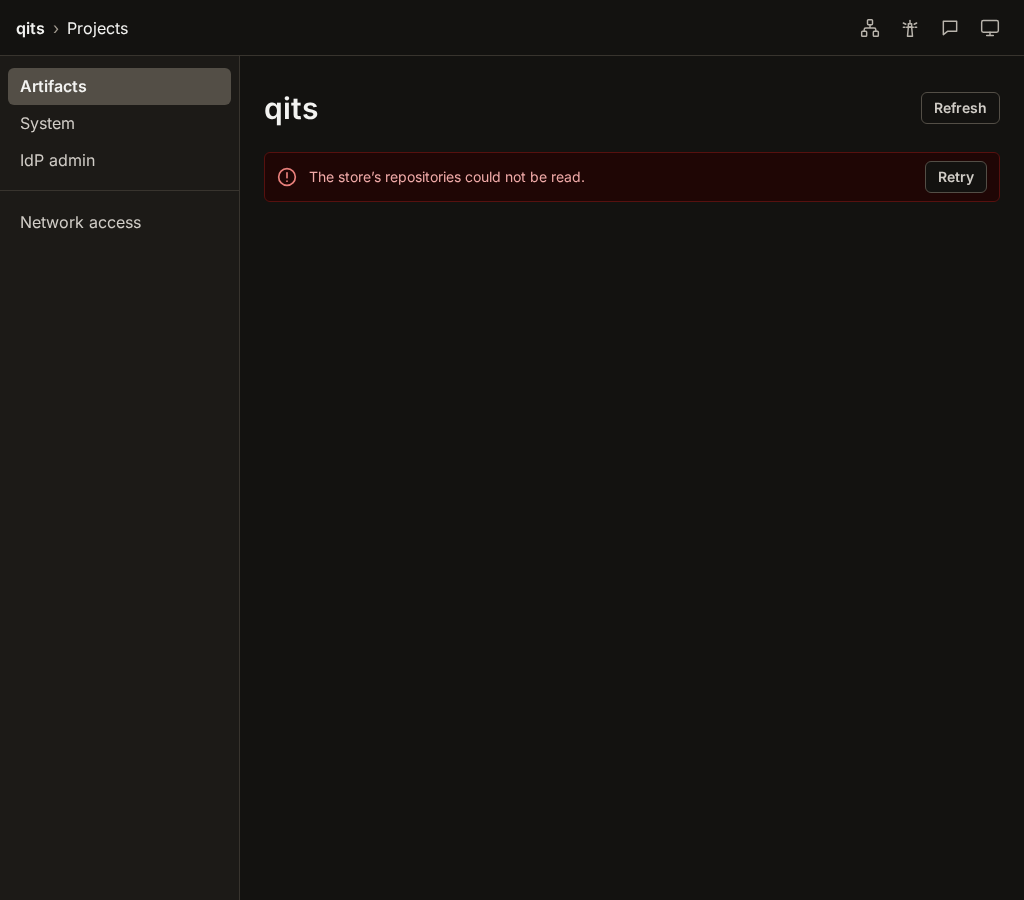 qits › Projects
Artifacts
System
IdP admin
Network access
qits
Refresh
The store’s repositories could not be read.
Retry